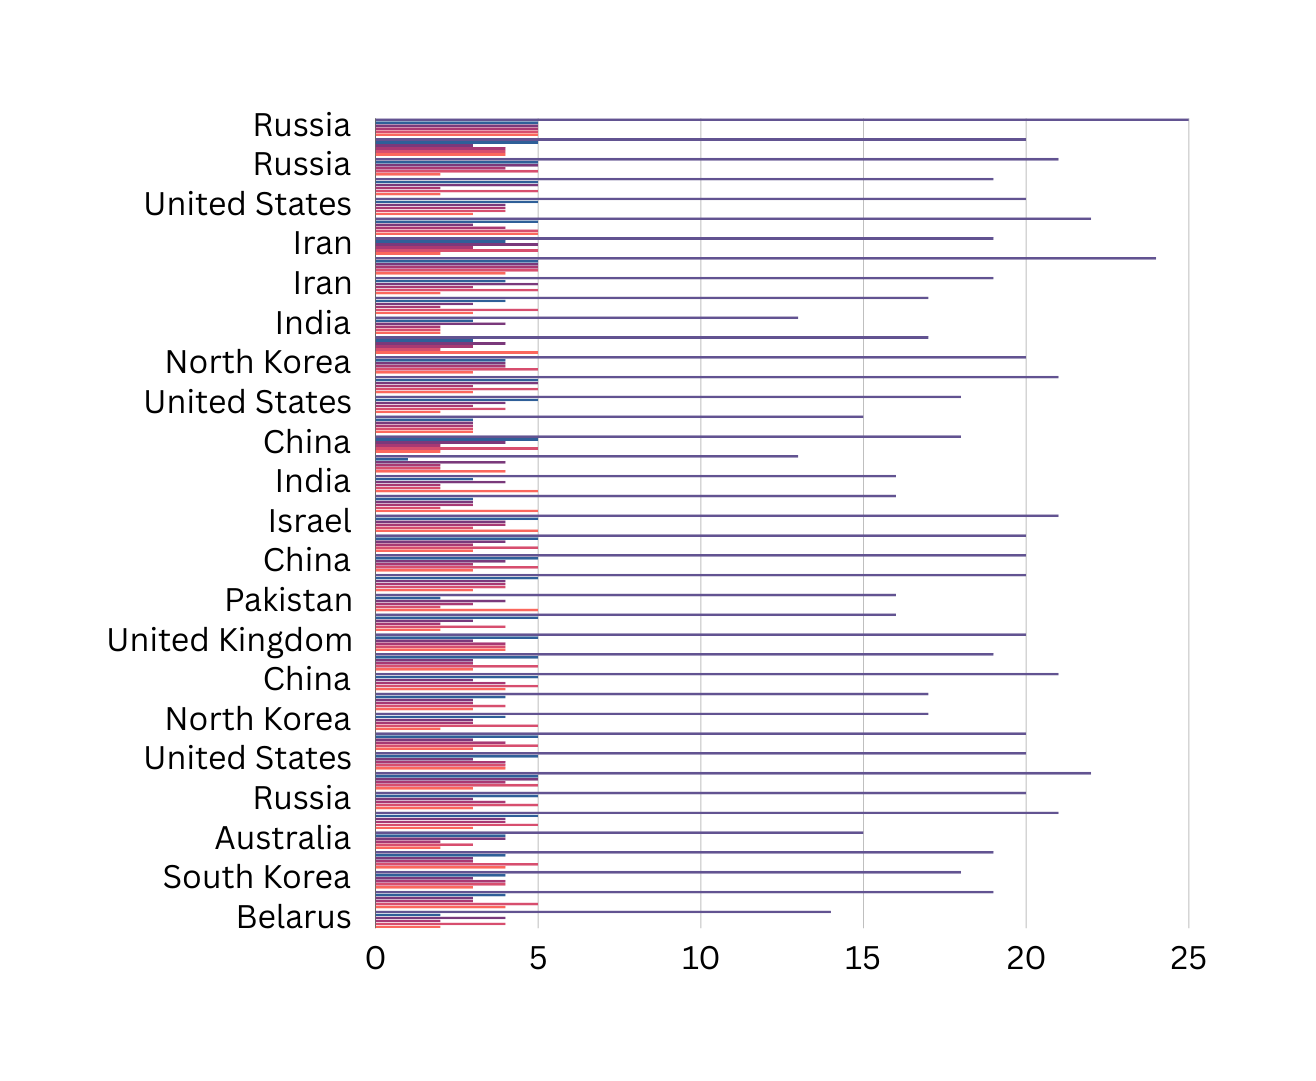 Russia
Russia
United States
Iran
Iran
India
North Korea
United States
China
India
Israel
China
Pakistan
United Kingdom
China
North Korea
United States
Russia
Australia
South Korea
Belarus
0 5 10 15 20 25